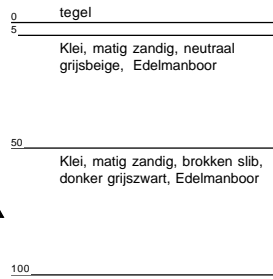 0 tegel
5
Klei, matig zandig, neutraal
grijsbeige, Edelmanboor
50
Klei, matig zandig, brokken slib,
donker grijszwart, Edelmanboor
100